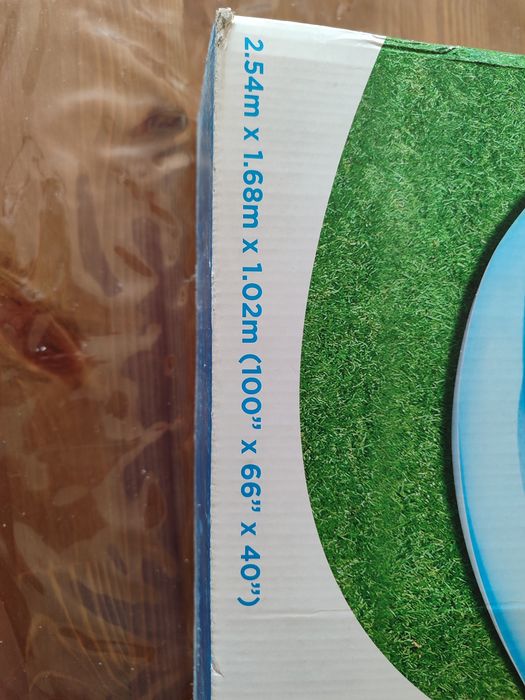 2.54m x 1.68m x 1.02m (100” x 66” x 40”)